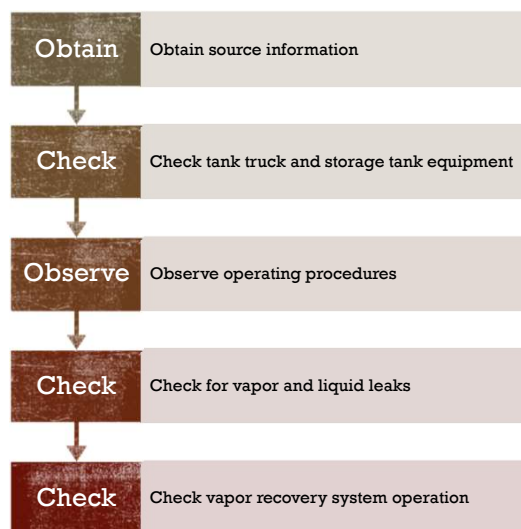 Obtain Obtain source information
Check Check tank truck and storage tank equipment
Observe Observe operating procedures
Check Check for vapor and liquid leaks
Check Check vapor recovery system operation